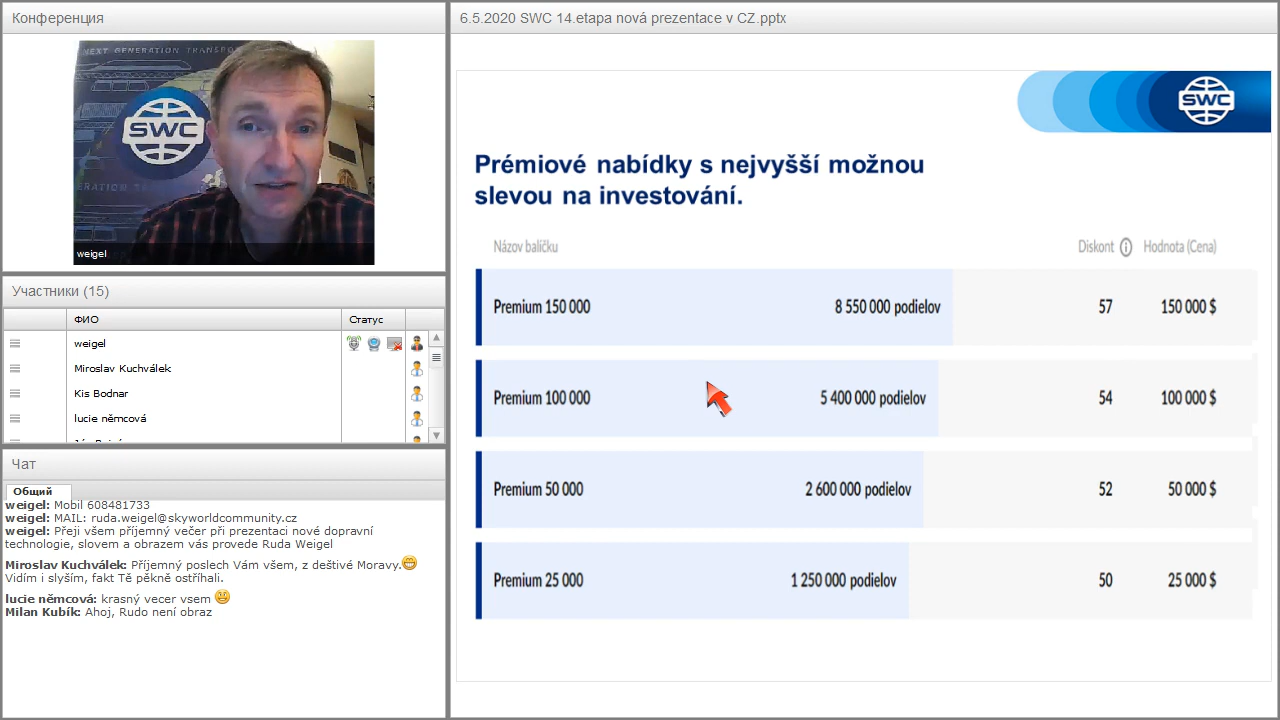 Конференция
NEXT GENERATION TRANSPO
SWC
weigel
Участники (15)
ФИО
Статус
weigel
Miroslav Kuchválek
Kis Bodnar
lucie němcová
Чат
Общий
weigel: Mobil 608481733
weigel: MAIL: ruda.weigel@skyworldcommunity.cz
weigel: Přeji všem příjemný večer při prezentaci nové dopravní
technologie, slovem a obrazem vás provede Ruda Weigel
Miroslav Kuchválek: Příjemný poslech Vám všem, z deštivé Moravy.
Vidím i slyším, fakt Tě pěkně ostříhali.
lucie němcová: krasný vecer vsem
Milan Kubík: Ahoj, Rudo není obraz
6.5.2020 SWC 14.etapa nová prezentace v CZ.pptx
SWC
Prémiové nabídky s nejvyšší možnou
slevou na investování.
Názov balíčku Diskont Hodnota (Cena)
Premium 150 000 8 550 000 podielov 57 150 000 $
Premium 100 000 5 400 000 podielov 54 100 000 $
Premium 50 000 2 600 000 podielov 52 50 000 $
Premium 25 000 1 250 000 podielov 50 25 000 $